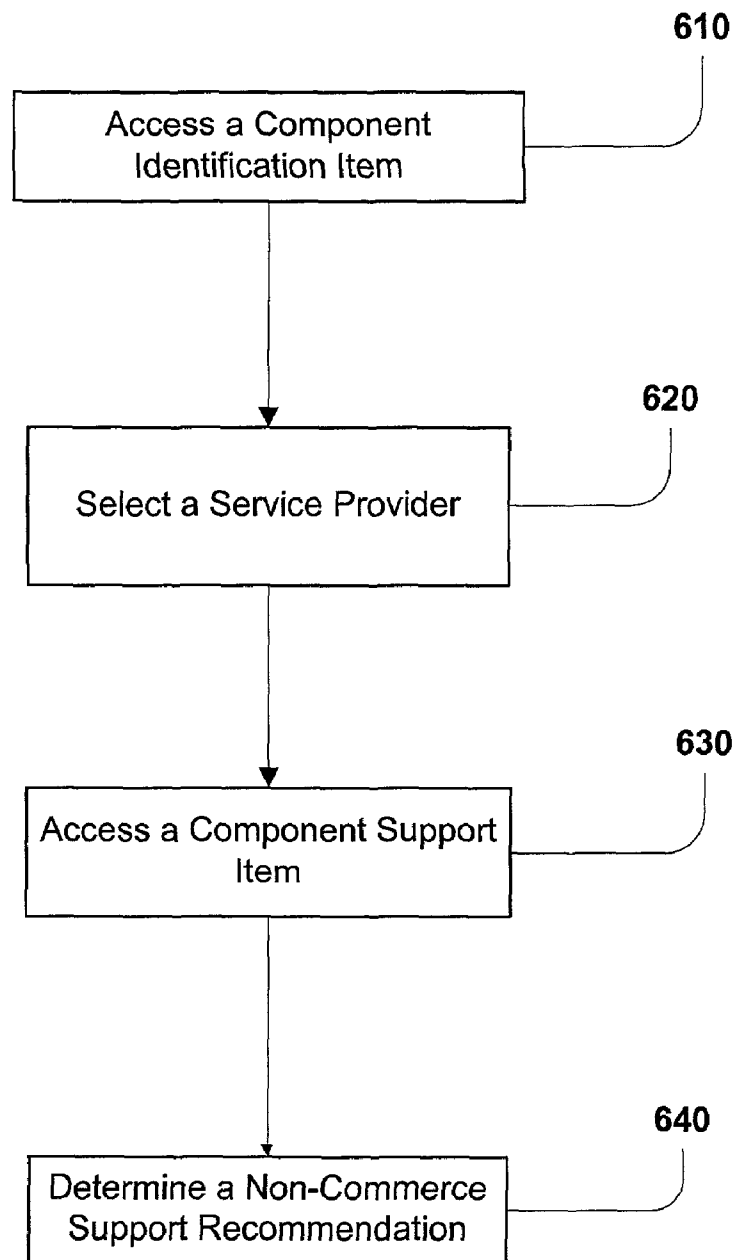 610
Access a Component
Identification Item
620
Select a Service Provider
630
Access a Component Support
Item
640
Determine a Non-Commerce
Support Recommendation